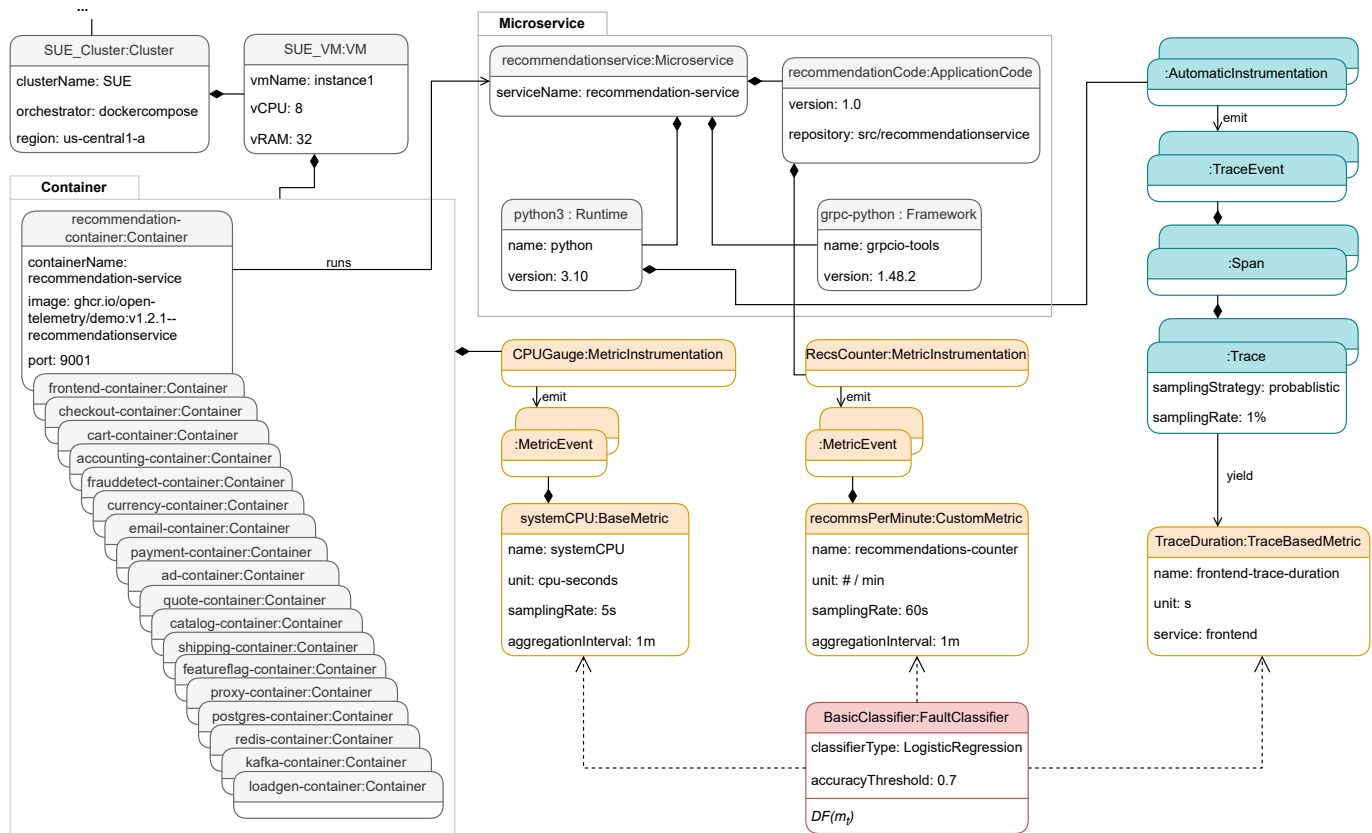 ...
SUE_Cluster:Cluster
clusterName: SUE
orchestrator: dockercompose
region: us-central1-a
SUE_VM:VM
vmName: instance1
vCPU: 8
vRAM: 32
Microservice
recommendationservice:Microservice
serviceName: recommendation-service
recommendationCode:ApplicationCode
version: 1.0
repository: src/recommendationservice
python3 : Runtime
name: python
version: 3.10
grpc-python : Framework
name: grpcio-tools
version: 1.48.2
:AutomaticInstrumentation
emit
:TraceEvent
:Span
:Trace
samplingStrategy: probablistic
samplingRate: 1%
yield
TraceDuration:TraceBasedMetric
name: frontend-trace-duration
unit: s
service: frontend
Container
recommendation-
container:Container
containerName:
recommendation-service
image: ghcr.io/open-
telemetry/demo:v1.2.1--
recommendationservice
port: 9001
runs
frontend-container:Container
checkout-container:Container
cart-container:Container
accounting-container:Container
frauddetect-container:Container
currency-container:Container
email-container:Container
payment-container:Container
ad-container:Container
quote-container:Container
catalog-container:Container
shipping-container:Container
featureflag-container:Container
proxy-container:Container
postgres-container:Container
redis-container:Container
kafka-container:Container
loadgen-container:Container
CPUGauge:MetricInstrumentation
emit
:MetricEvent
systemCPU:BaseMetric
name: systemCPU
unit: cpu-seconds
samplingRate: 5s
aggregationInterval: 1m
RecsCounter:MetricInstrumentation
emit
:MetricEvent
recommsPerMinute:CustomMetric
name: recommendations-counter
unit: # / min
samplingRate: 60s
aggregationInterval: 1m
BasicClassifier:FaultClassifier
classifierType: LogisticRegression
accuracyThreshold: 0.7
DF(mₜ)